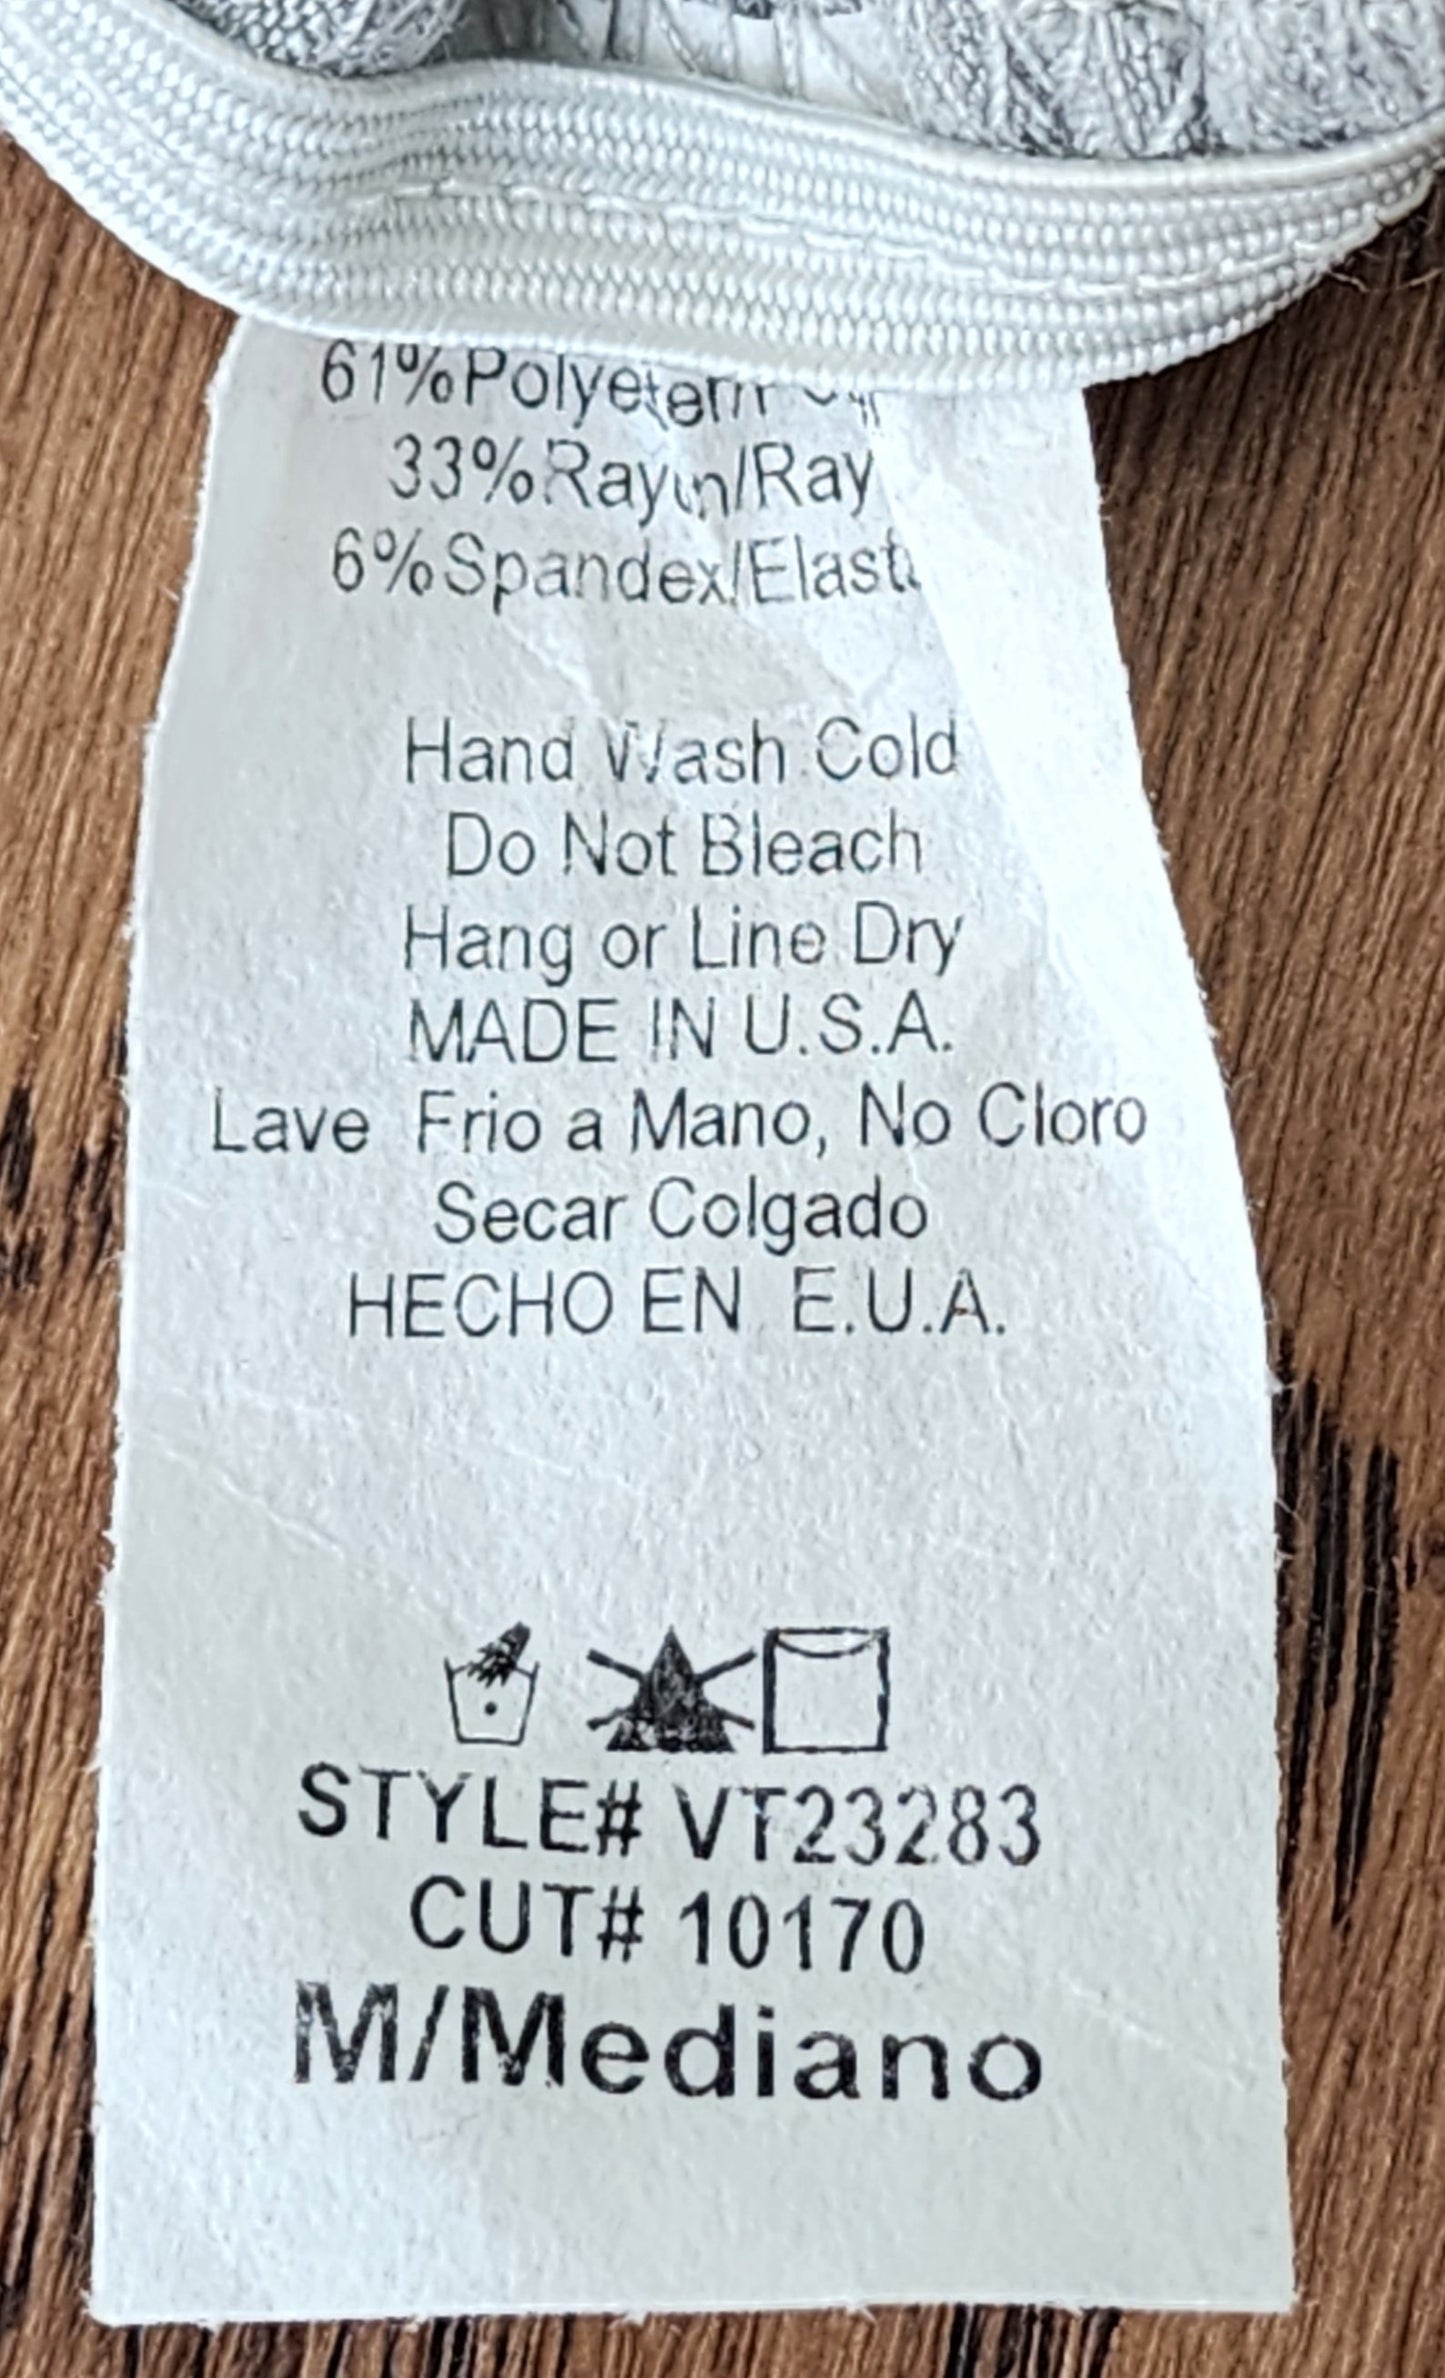 61%
33% Ray
6%Spandex/Elast
Hand Wash Cold
Do Not Bleach
Hang or Line Dry
MADE IN U.S.A.
Lave Frio a Mano, No Cloro
Secar Colgado
HECHO EN E.U.A.
STYLE# VT23283
CUT# 10170
M/Mediano